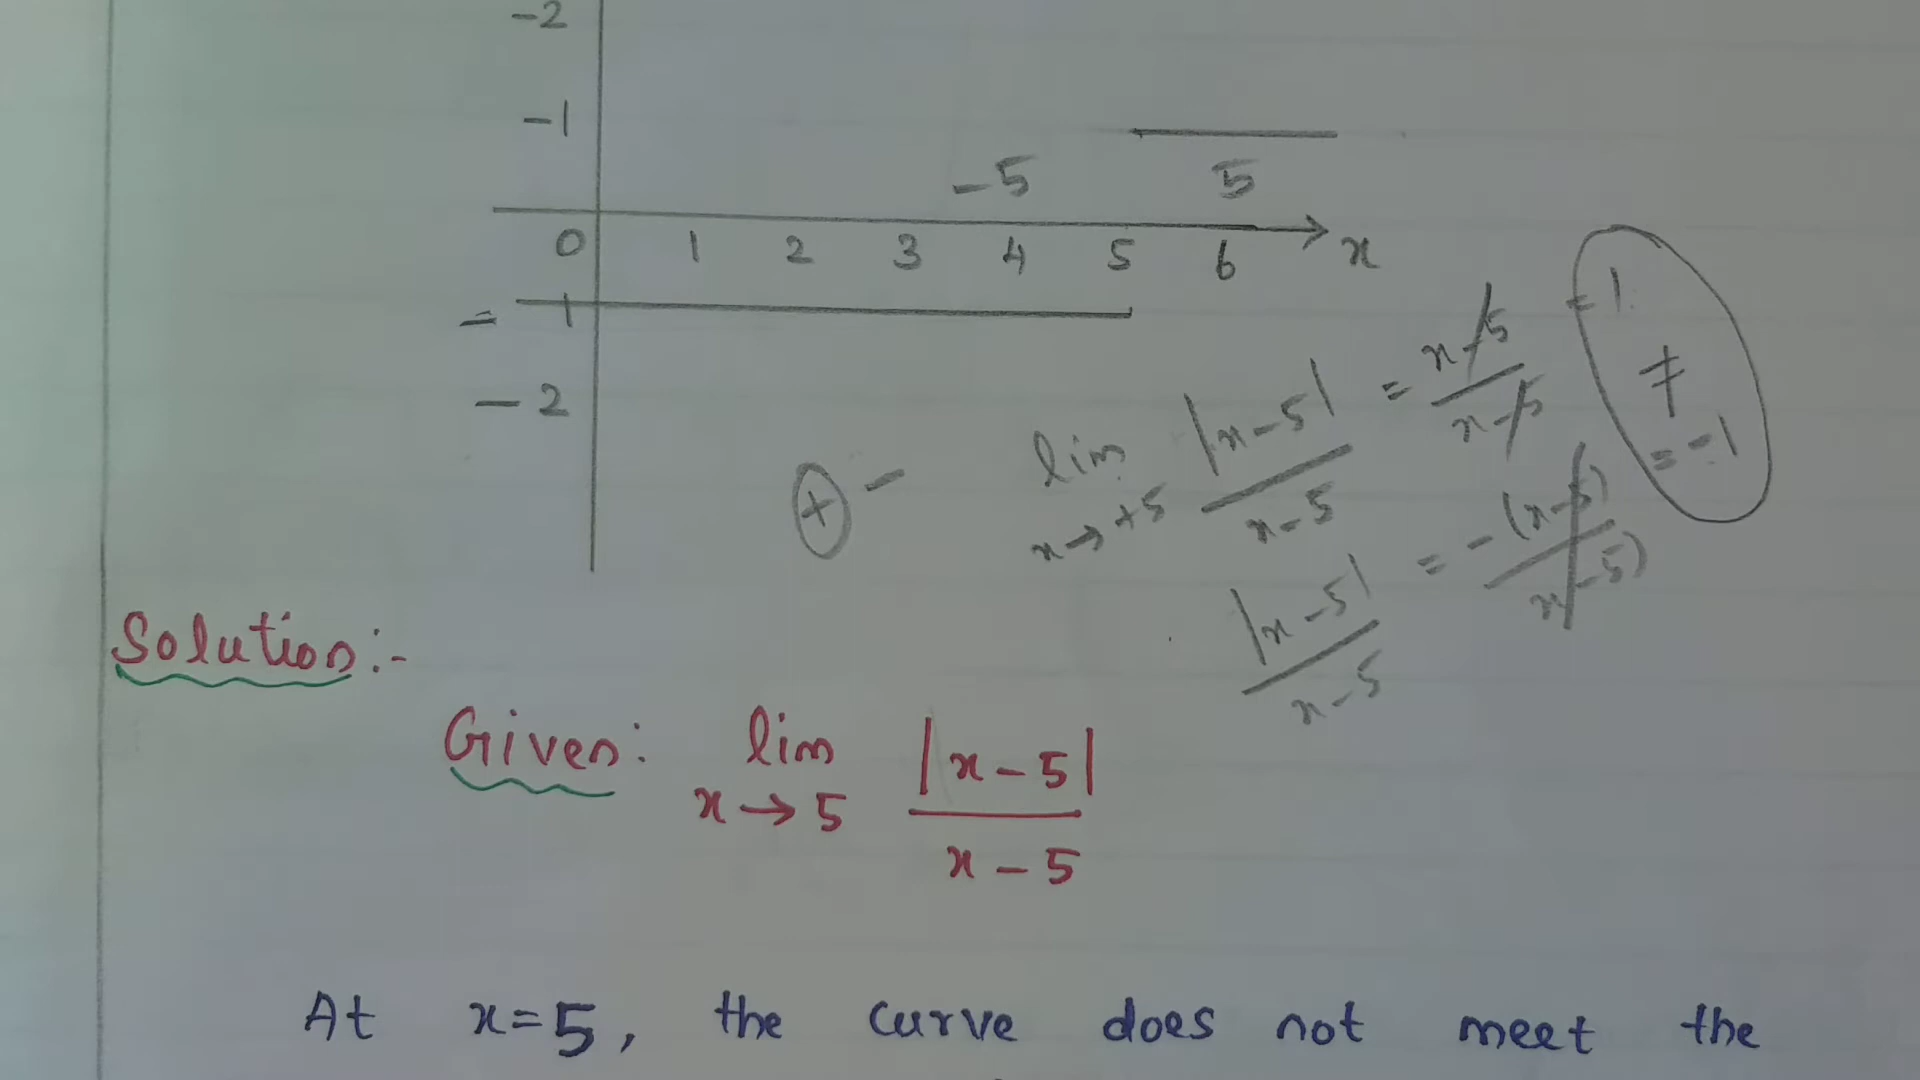 -2
-1
-5 5
0 1 2 3 4 5 6 x
= 1
-2
lim x→+5 |x-5| / x-5 = x-5 / x-5 = 1
≠
|x-5| / x-5 = -(x-5) / x-5) = -1
+ -
Solution:-
Given: lim x→5 |x-5| / x-5
At x=5, the curve does not meet the